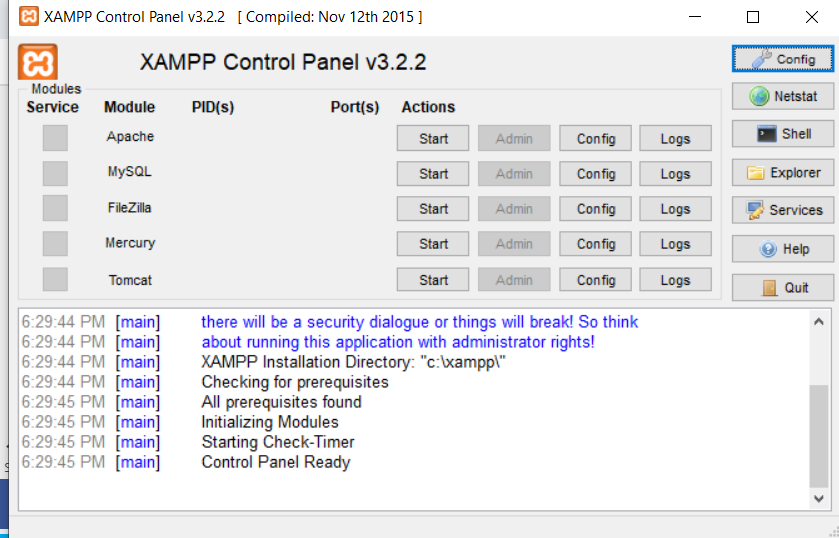 XAMPP Control Panel v3.2.2 [ Compiled: Nov 12th 2015 ]
XAMPP Control Panel v3.2.2
Config
Modules
Service Module PID(s) Port(s) Actions
Netstat
Apache Start Admin Config Logs
Shell
MySQL Start Admin Config Logs
Explorer
FileZilla Start Admin Config Logs
Services
Mercury Start Admin Config Logs
Help
Tomcat Start Admin Config Logs
Quit
6:29:44 PM [main] there will be a security dialogue or things will break! So think
6:29:44 PM [main] about running this application with administrator rights!
6:29:44 PM [main] XAMPP Installation Directory: "c:\xampp\"
6:29:44 PM [main] Checking for prerequisites
6:29:45 PM [main] All prerequisites found
6:29:45 PM [main] Initializing Modules
6:29:45 PM [main] Starting Check-Timer
6:29:45 PM [main] Control Panel Ready